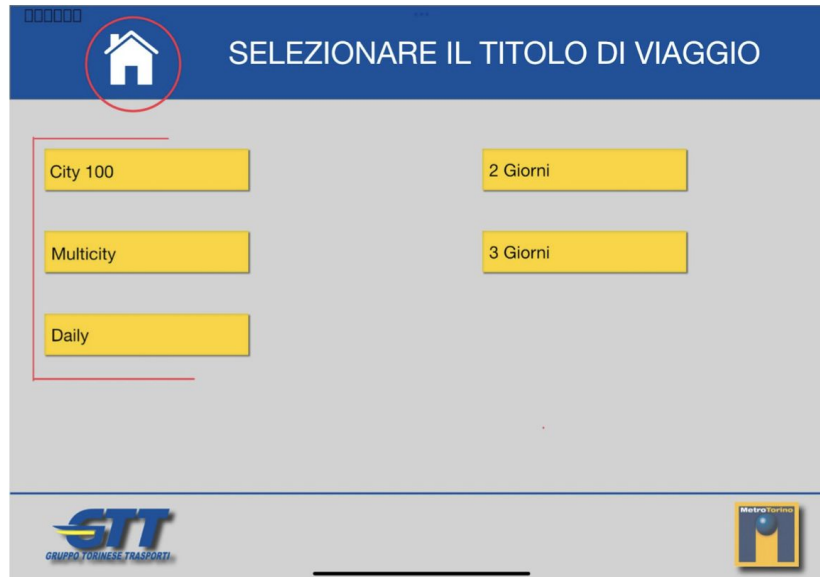 SELEZIONARE IL TITOLO DI VIAGGIO
City 100
2 Giorni
Multicity
3 Giorni
Daily
GTT
GRUPPO TORINESE TRASPORTI
MetroTorino